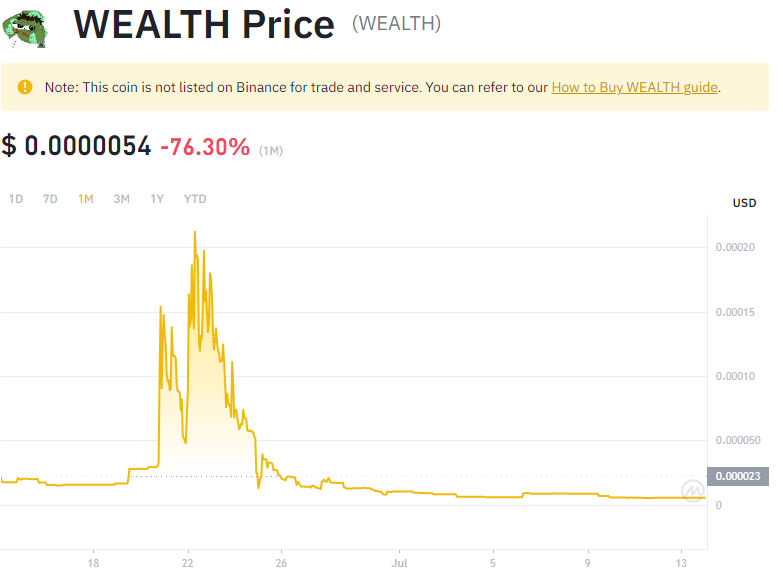 WEALTH Price (WEALTH)
Note: This coin is not listed on Binance for trade and service. You can refer to our How to Buy WEALTH guide.
$ 0.0000054 -76.30% (1M)
1D 7D 1M 3M 1Y YTD
USD
0.00020
0.00015
0.00010
0.000050
0.000023
0
18 22 26 Jul 5 9 13